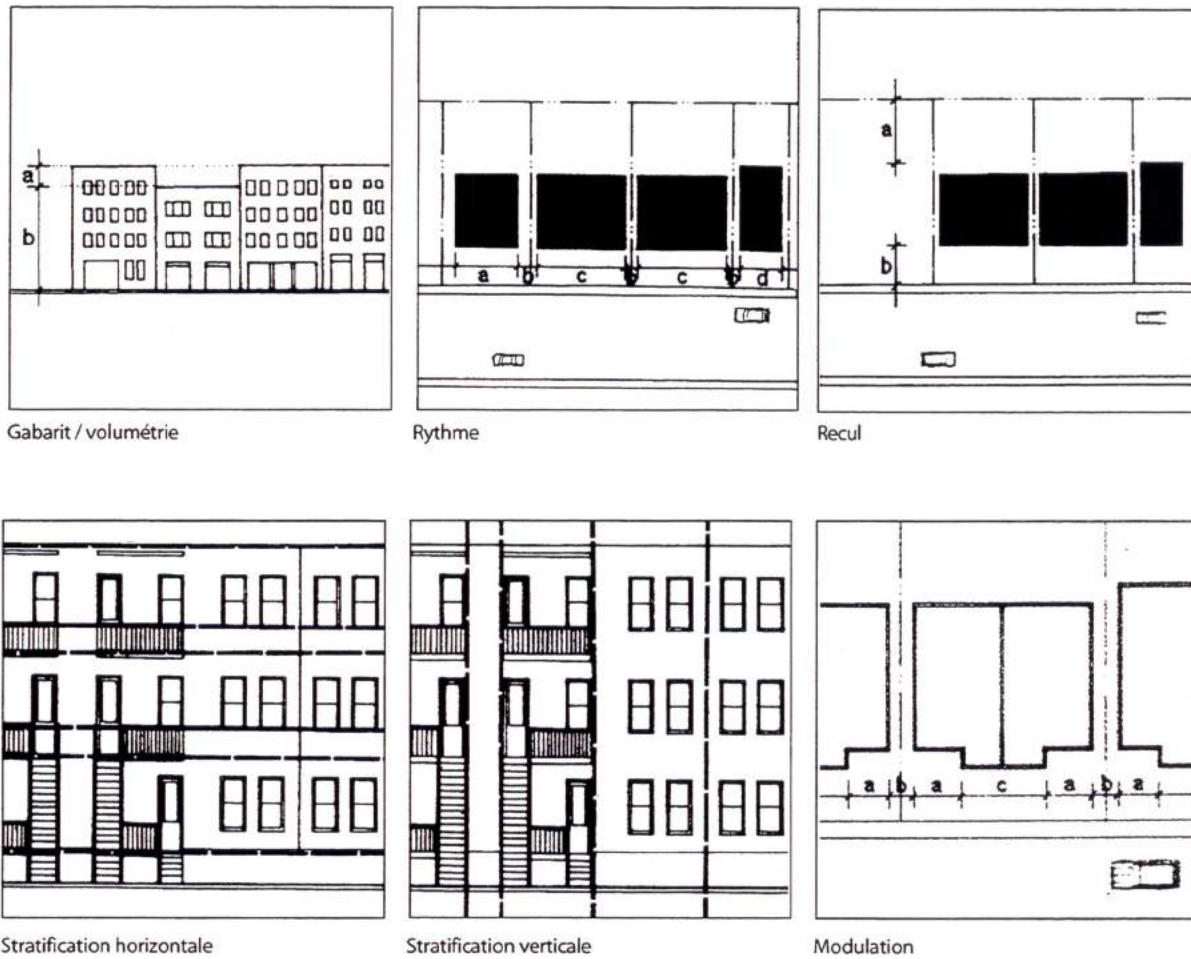 a
b
Gabarit / volumétrie
a b c b c b d
Rythme
a
b
Recul
Stratification horizontale
Stratification verticale
a b a c a b a
Modulation